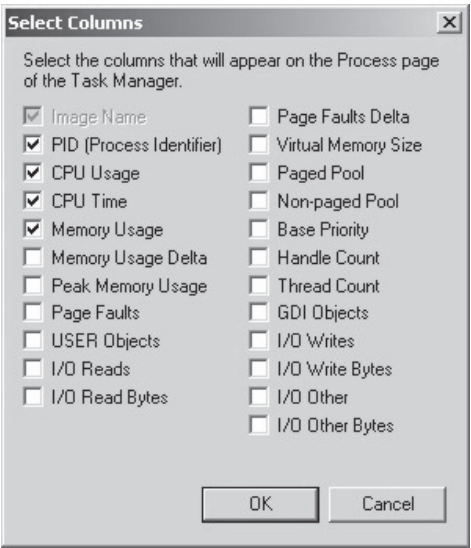 Select Columns
Select the columns that will appear on the Process page
of the Task Manager.
Image Name
PID (Process Identifier)
CPU Usage
CPU Time
Memory Usage
Memory Usage Delta
Peak Memory Usage
Page Faults
USER Objects
I/O Reads
I/O Read Bytes
Page Faults Delta
Virtual Memory Size
Paged Pool
Non-paged Pool
Base Priority
Handle Count
Thread Count
GDI Objects
I/O Writes
I/O Write Bytes
I/O Other
I/O Other Bytes
OK
Cancel